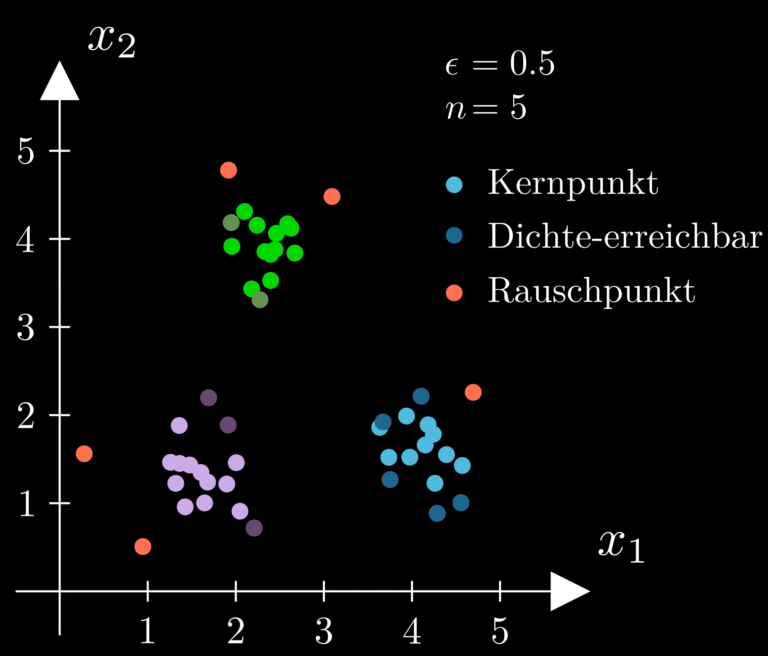 x₂
ϵ = 0.5
n = 5
Kernpunkt
Dichte-erreichbar
Rauschpunkt
5
4
3
2
1
x₁
1 2 3 4 5